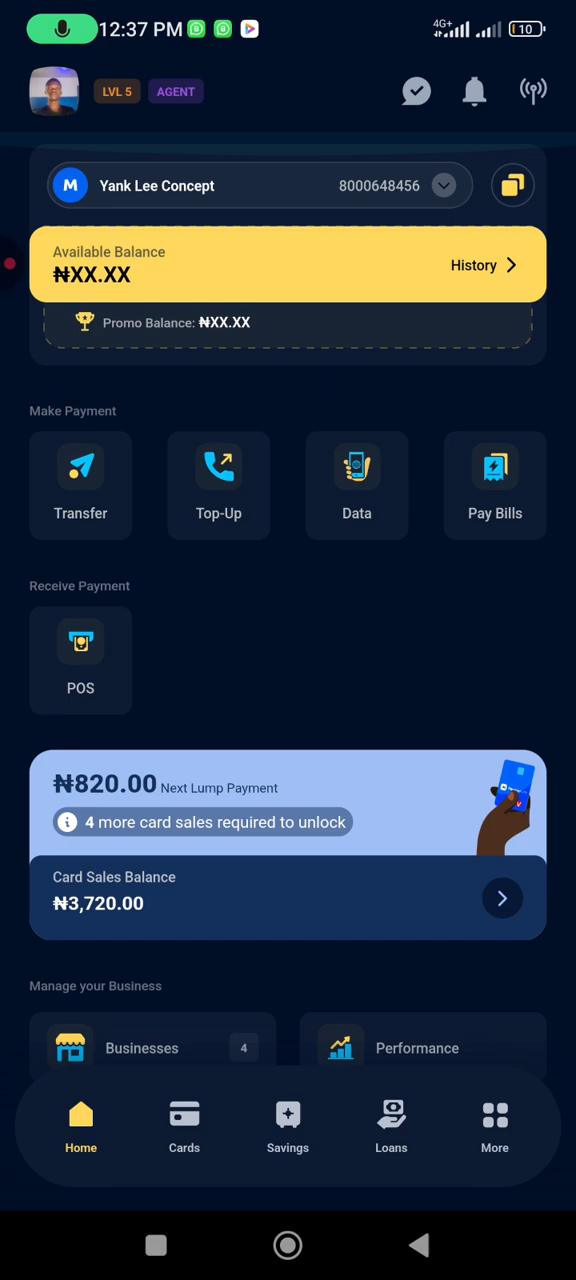 12:37 PM 4G+ 10
LVL 5 AGENT
M Yank Lee Concept 8000648456
Available Balance
₦XX.XX
History
Promo Balance: ₦XX.XX
Make Payment
Transfer Top-Up Data Pay Bills
Receive Payment
POS
₦820.00 Next Lump Payment
4 more card sales required to unlock
Card Sales Balance
₦3,720.00
Manage your Business
Businesses 4 Performance
Home Cards Savings Loans More